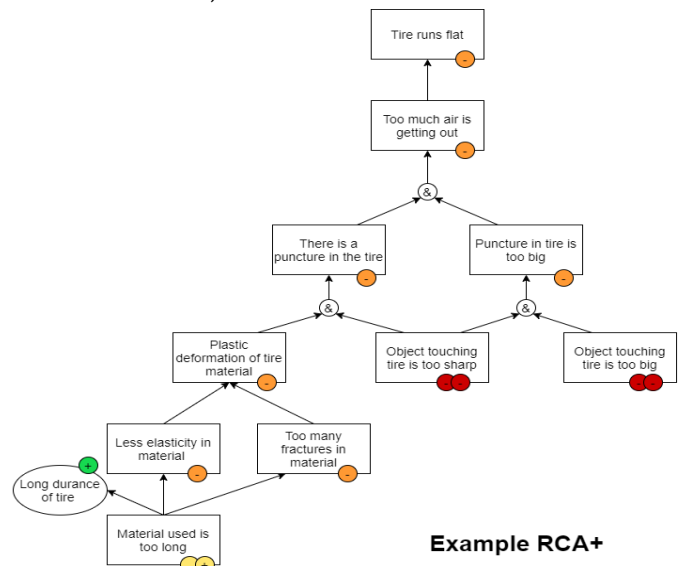 Tire runs flat
-
Too much air is
getting out
-
&
There is a
puncture in the tire
-
Puncture in tire is
too big
-
&
&
Plastic
deformation of tire
material
-
Object touching
tire is too sharp
- -
Object touching
tire is too big
- -
Less elasticity in
material
-
Too many
fractures in
material
-
+
Long durance
of tire
Material used is
too long
- +
Example RCA+